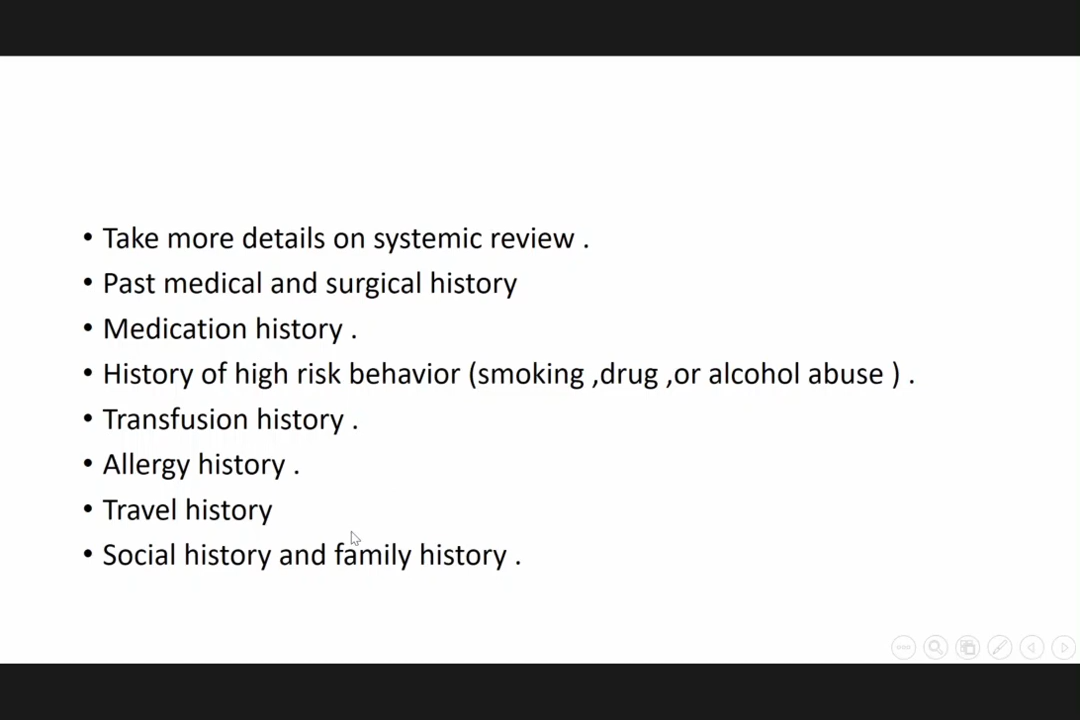 • Take more details on systemic review .
• Past medical and surgical history
• Medication history .
• History of high risk behavior (smoking ,drug ,or alcohol abuse ) .
• Transfusion history .
• Allergy history .
• Travel history
• Social history and family history .